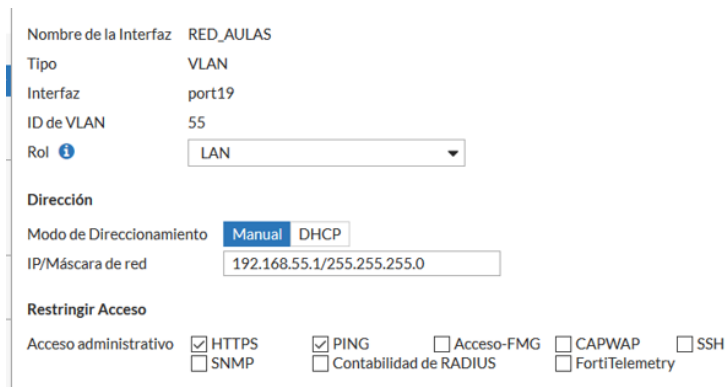 Nombre de la Interfaz RED_AULAS
Tipo VLAN
Interfaz port19
ID de VLAN 55
Rol LAN
Dirección
Modo de Direccionamiento Manual DHCP
IP/Máscara de red 192.168.55.1/255.255.255.0
Restringir Acceso
Acceso administrativo HTTPS PING Acceso-FMG CAPWAP SSH
SNMP Contabilidad de RADIUS FortiTelemetry